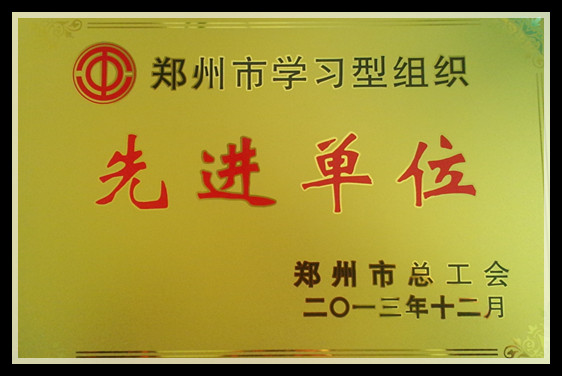 郑州市学习型组织
先进单位
郑州市总工会
二〇一三年十二月